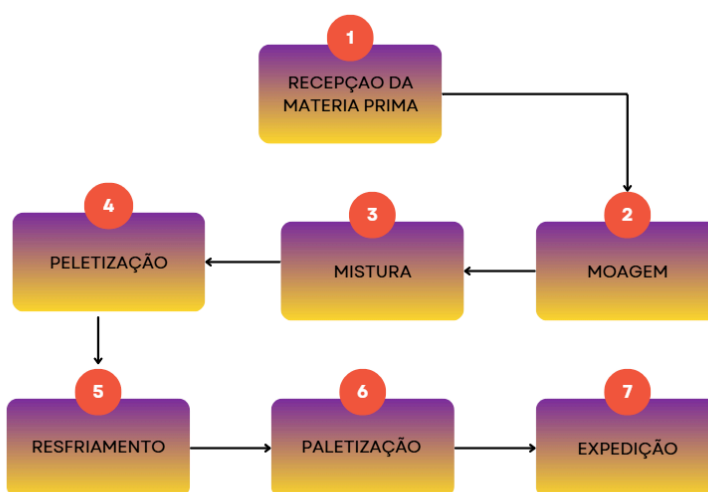 1
RECEPÇAO DA
MATERIA PRIMA
2
MOAGEM
3
MISTURA
4
PELETIZAÇÃO
5
RESFRIAMENTO
6
PALETIZAÇÃO
7
EXPEDIÇÃO